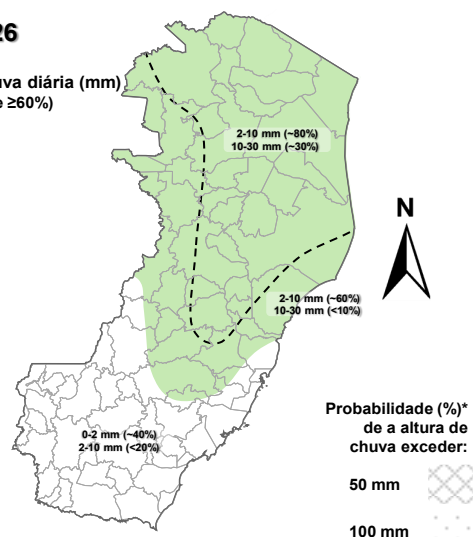 26
uva diária (mm)
e ≥60%)
2-10 mm (~80%)
10-30 mm (~30%)
N
2-10 mm (~60%)
10-30 mm (<10%)
0-2 mm (~40%)
2-10 mm (<20%)
Probabilidade (%)*
de a altura de
chuva exceder:
50 mm
100 mm